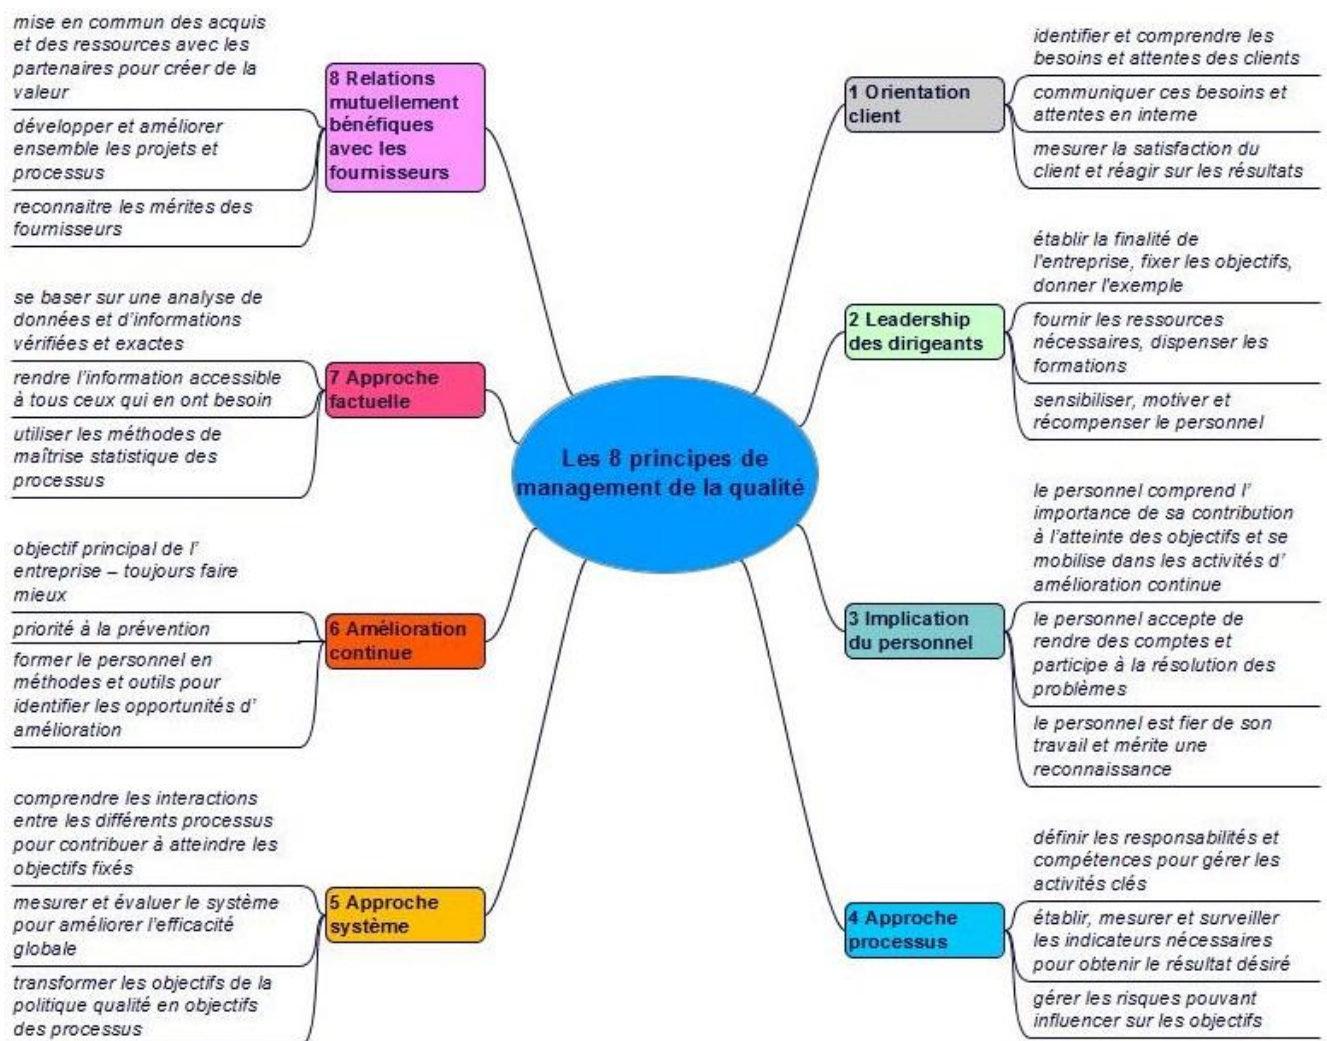 Les 8 principes de
management de la qualité
1 Orientation
client
identifier et comprendre les
besoins et attentes des clients
communiquer ces besoins et
attentes en interne
mesurer la satisfaction du
client et réagir sur les résultats
2 Leadership
des dirigeants
établir la finalité de
l'entreprise, fixer les objectifs,
donner l'exemple
fournir les ressources
nécessaires, dispenser les
formations
sensibiliser, motiver et
récompenser le personnel
3 Implication
du personnel
le personnel comprend l'
importance de sa contribution
à l'atteinte des objectifs et se
mobilise dans les activités d'
amélioration continue
le personnel accepte de
rendre des comptes et
participe à la résolution des
problèmes
le personnel est fier de son
travail et mérite une
reconnaissance
4 Approche
processus
définir les responsabilités et
compétences pour gérer les
activités clés
établir, mesurer et surveiller
les indicateurs nécessaires
pour obtenir le résultat désiré
gérer les risques pouvant
influencer sur les objectifs
5 Approche
système
comprendre les interactions
entre les différents processus
pour contribuer à atteindre les
objectifs fixés
mesurer et évaluer le système
pour améliorer l'efficacité
globale
transformer les objectifs de la
politique qualité en objectifs
des processus
6 Amélioration
continue
objectif principal de l'
entreprise – toujours faire
mieux
priorité à la prévention
former le personnel en
méthodes et outils pour
identifier les opportunités d'
amélioration
7 Approche
factuelle
se baser sur une analyse de
données et d'informations
vérifiées et exactes
rendre l'information accessible
à tous ceux qui en ont besoin
utiliser les méthodes de
maîtrise statistique des
processus
8 Relations
mutuellement
bénéfiques
avec les
fournisseurs
mise en commun des acquis
et des ressources avec les
partenaires pour créer de la
valeur
développer et améliorer
ensemble les projets et
processus
reconnaitre les mérites des
fournisseurs